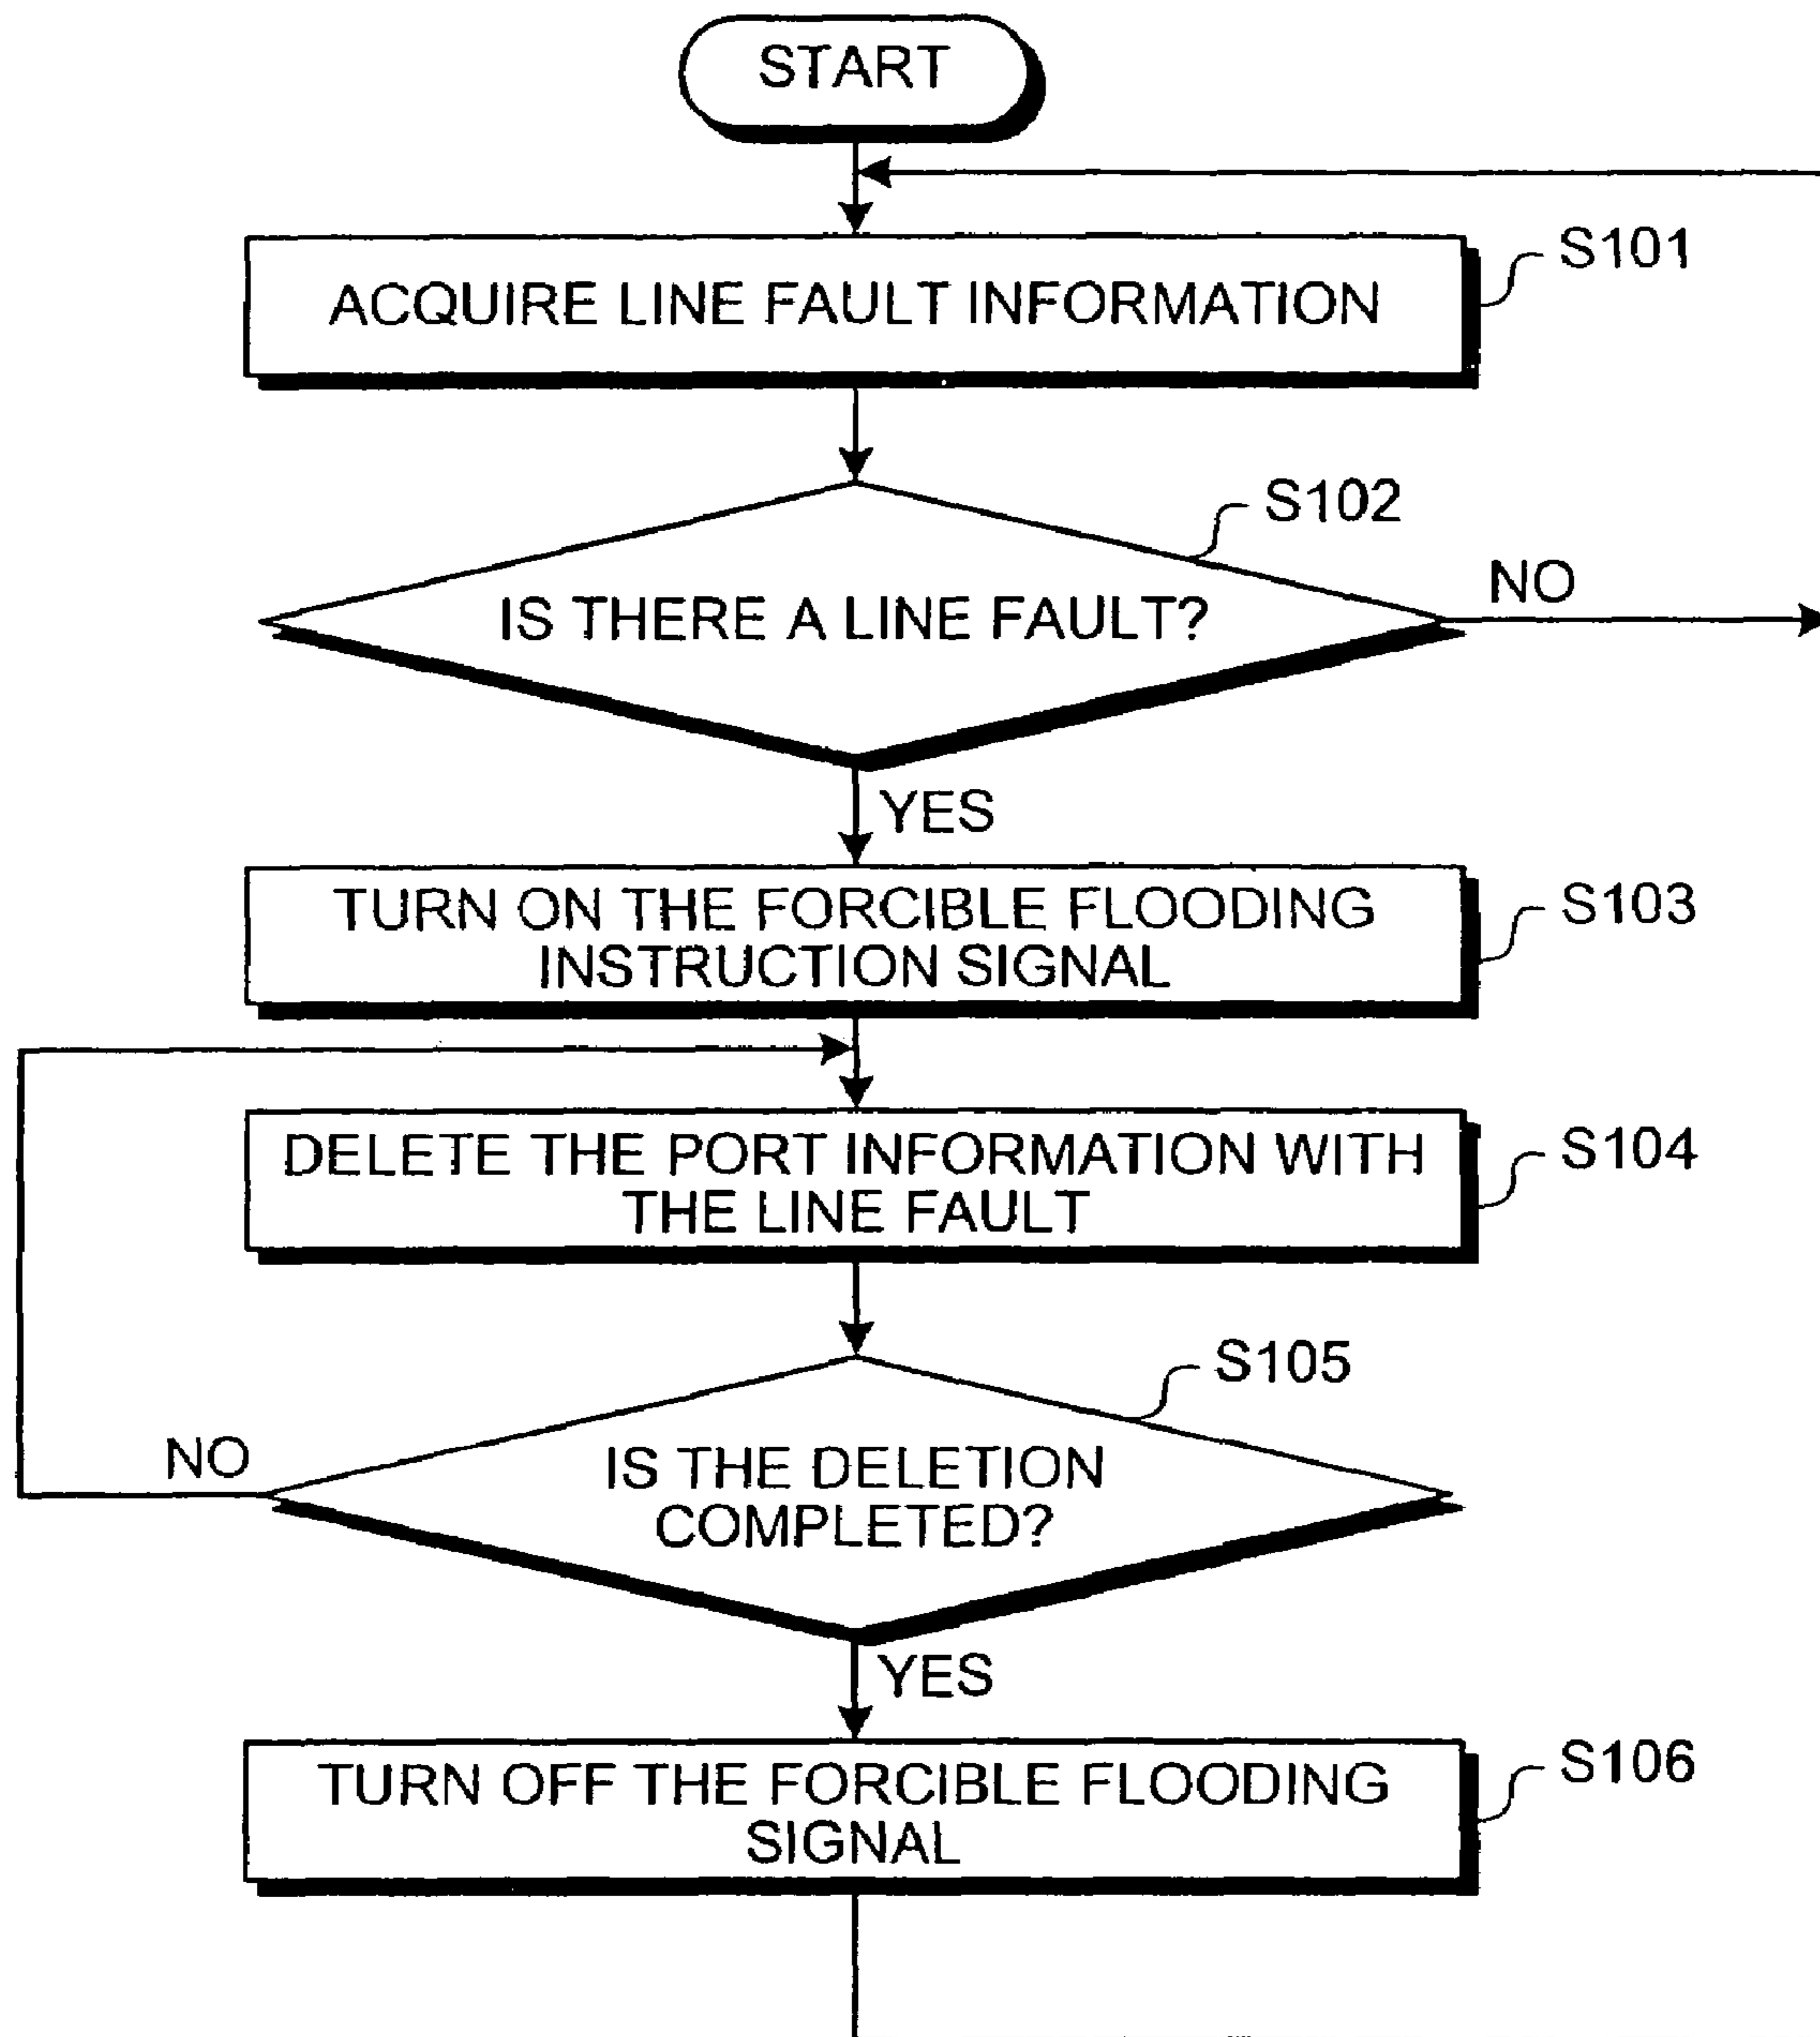 START
S101
ACQUIRE LINE FAULT INFORMATION
S102
IS THERE A LINE FAULT?
NO
YES
TURN ON THE FORCIBLE FLOODING
INSTRUCTION SIGNAL
S103
DELETE THE PORT INFORMATION WITH
THE LINE FAULT
S104
S105
IS THE DELETION
COMPLETED?
NO
YES
TURN OFF THE FORCIBLE FLOODING
SIGNAL
S106